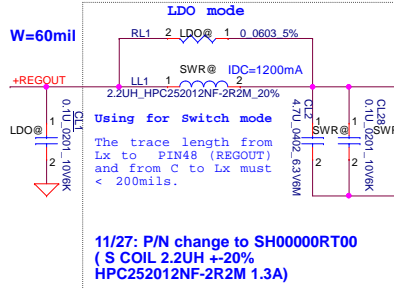 LDO mode
W=60mil
RL1 2 LDO@ 1 0_0603_5%
+REGOUT
SWR@ IDC=1200mA
LL1 1 2
2.2UH_HPC252012NF-2R2M_20%
LDO@
CL1
0.1U_0201_10V6K
1
2
Using for Switch mode
The trace length from
Lx to PIN48 (REGOUT)
and from C to Lx must
< 200mils.
CL2
4.7U_0402_6.3V6M
SWR@
1
2
CL28
0.1U_0201_10V6K
SWR@
1
2
SWR
11/27: P/N change to SH00000RT00
( S COIL 2.2UH +-20%
HPC252012NF-2R2M 1.3A)